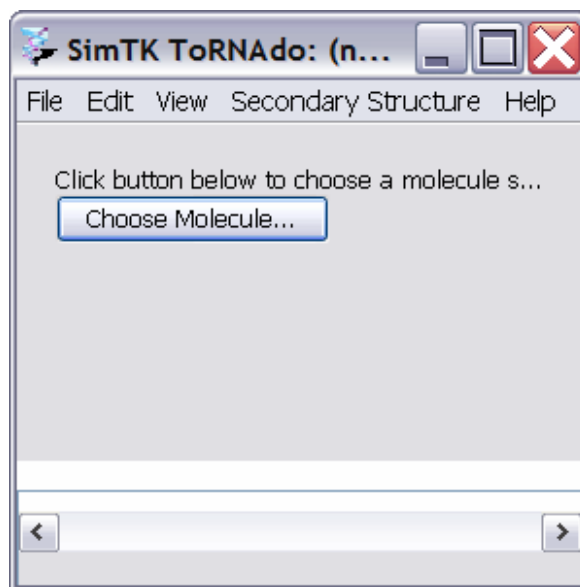 SimTK ToRNAdo: (n...
File Edit View Secondary Structure Help
Click button below to choose a molecule s...
Choose Molecule...